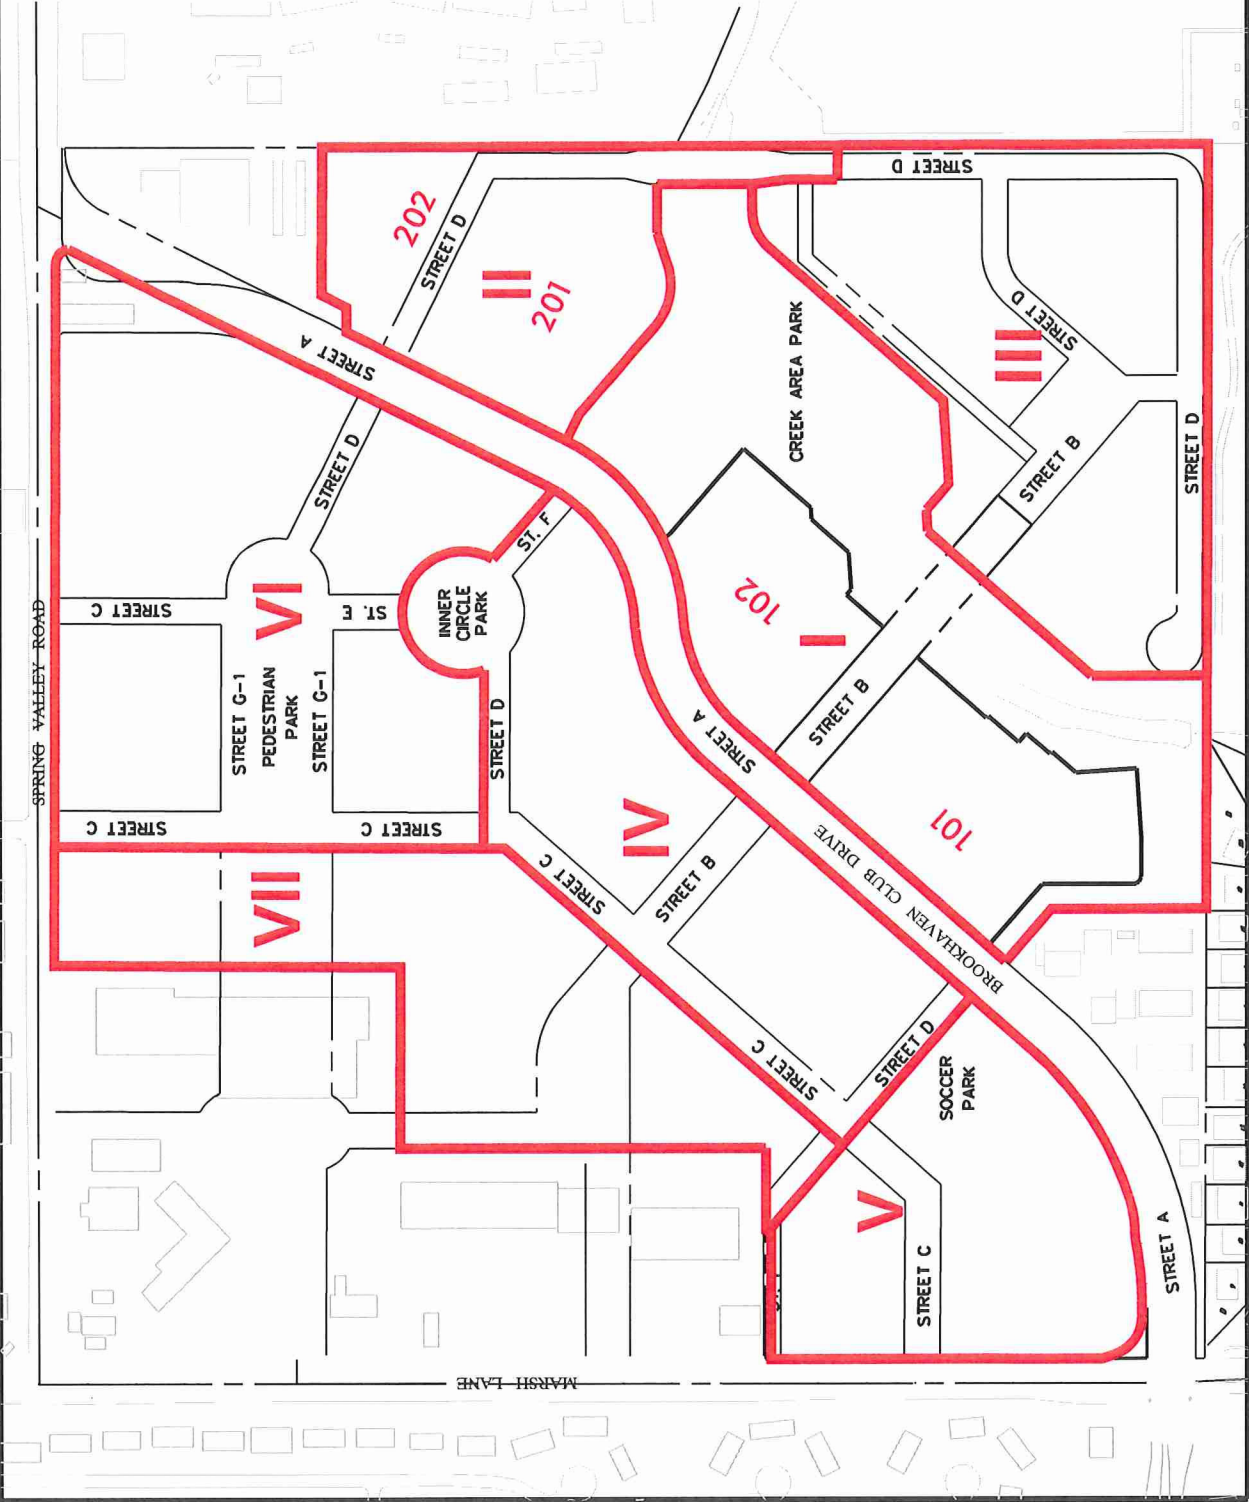 STREET D
202
STREET D
II
201
STREET A
STREET D
III
CREEK AREA PARK
STREET D
STREET D
STREET B
STREET D
ST. F
SPRING VALLEY ROAD
STREET C
VI
ST. E
INNER
CIRCLE
PARK
102
I
STREET G-1
PEDESTRIAN
PARK
STREET G-1
STREET D
STREET B
STREET A
STREET C
STREET C
IV
101
BROOKHAVEN CLUB DRIVE
STREET C
STREET B
VII
STREET C
STREET D
SOCCER
PARK
V
STREET C
STREET A
MARSH LANE